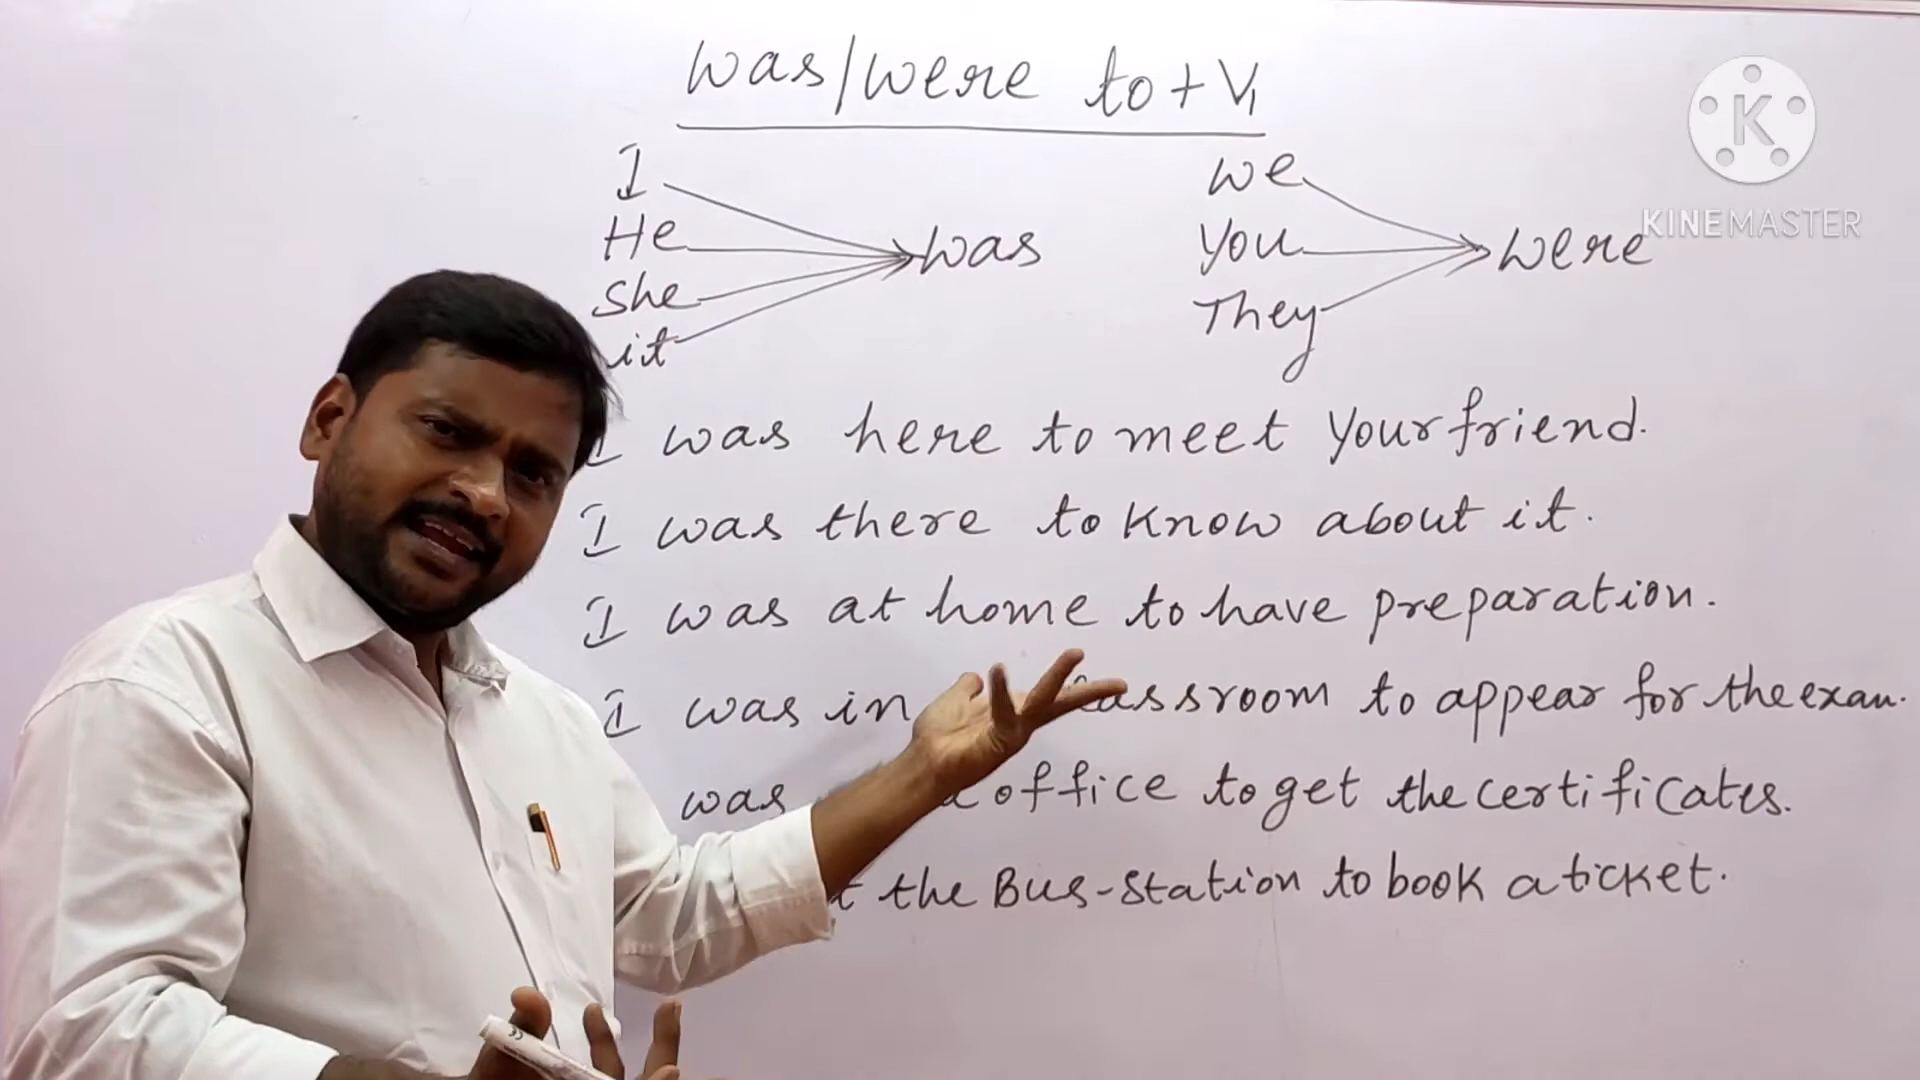 was/were to + V1
I
He
She
it
was
we
you
They
were
K
KINEMASTER
I was here to meet your friend.
I was there to know about it.
I was at home to have preparation.
I was in to appear for the exam.
was office to get the certificates.
the Bus-Station to book a ticket.